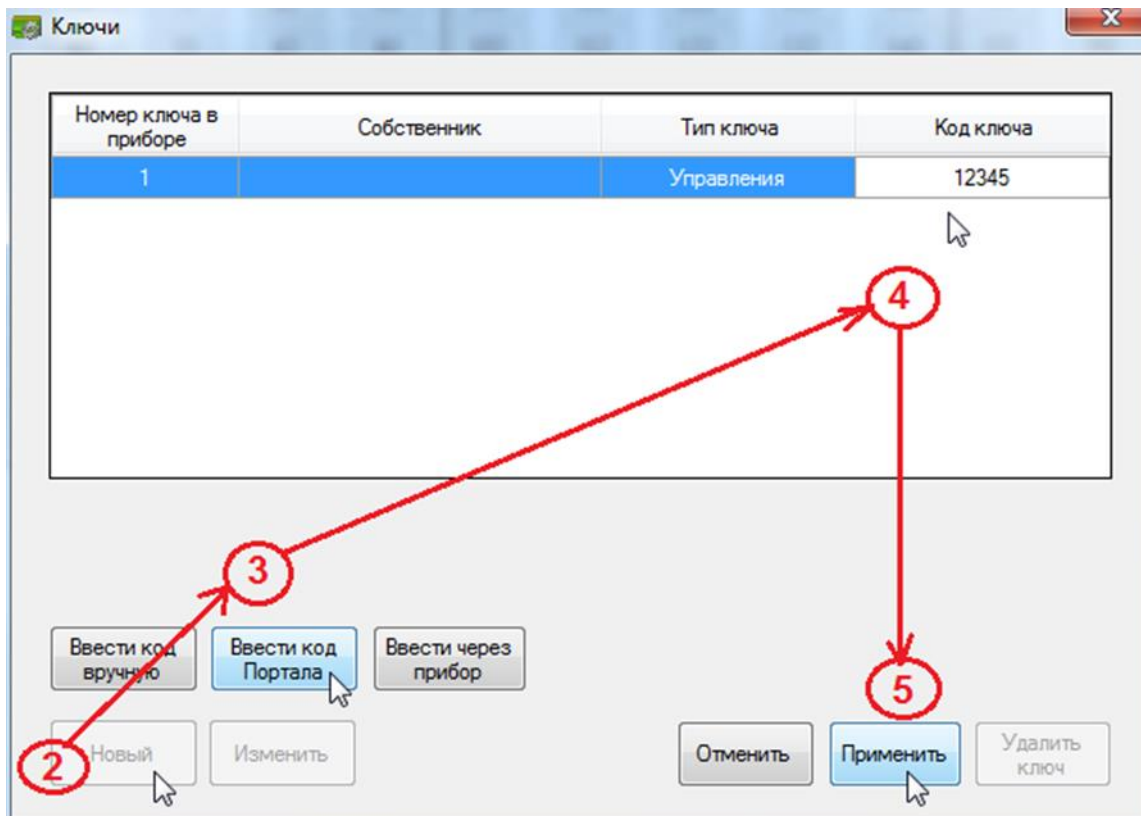 Ключи
Номер ключа в
приборе
Собственник
Тип ключа
Код ключа
1
Управления
12345
4
3
Ввести код
вручную
Ввести код
Портала
Ввести через
прибор
5
2
Новый
Изменить
Отменить
Применить
Удалить
ключ